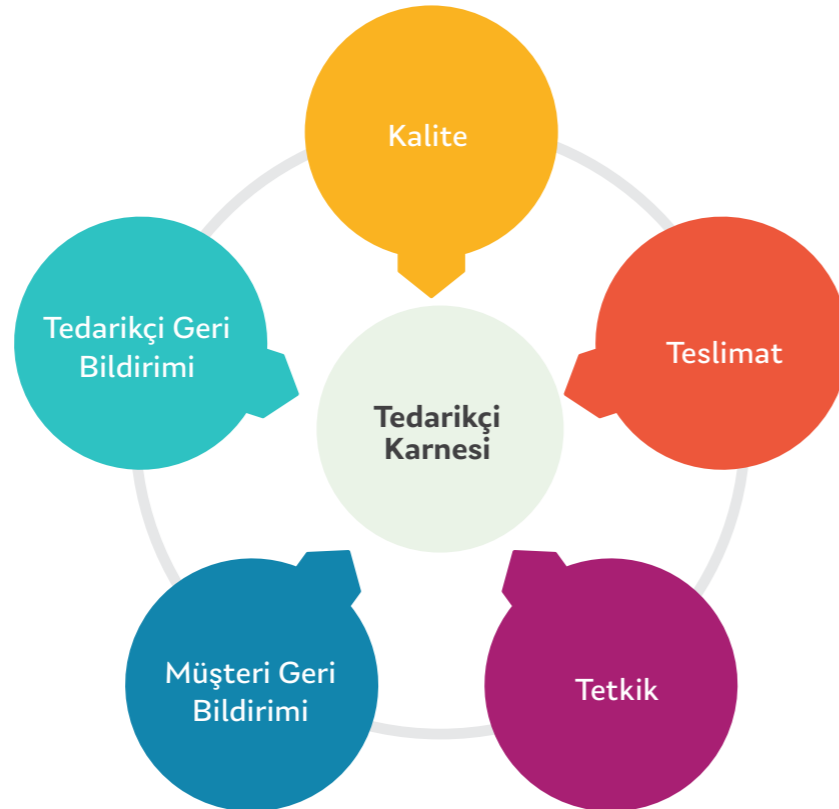 Kalite
Teslimat
Tetkik
Müşteri Geri
Bildirimi
Tedarikçi Geri
Bildirimi
Tedarikçi
Karnesi